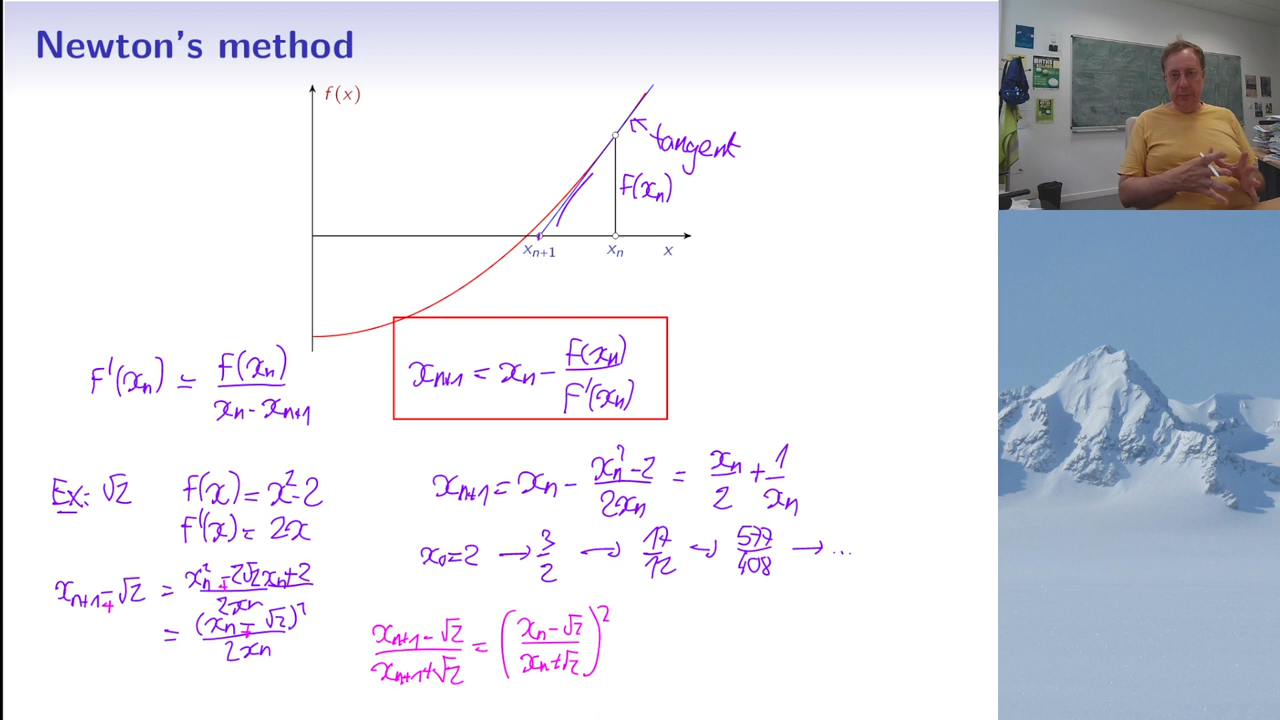 Newton's method
f(x)
tangent
F(xₙ)
xₙ₊₁ xₙ x
F'(xₙ) = F(xₙ) / (xₙ - xₙ₊₁)
xₙ₊₁ = xₙ - F(xₙ) / F'(xₙ)
Ex: √2 f(x) = x² - 2
F'(x) = 2x
xₙ₊₁ = xₙ - (xₙ² - 2) / 2xₙ = xₙ/2 + 1/xₙ
x₀ = 2 → 3/2 → 17/12 → 577/408 → ...
xₙ₊₁ ∓ √2 = (xₙ² ∓ 2√2xₙ + 2) / 2xₙ
= (xₙ ∓ √2)² / 2xₙ
(xₙ₊₁ - √2) / (xₙ₊₁ + √2) = ((xₙ - √2) / (xₙ + √2))²